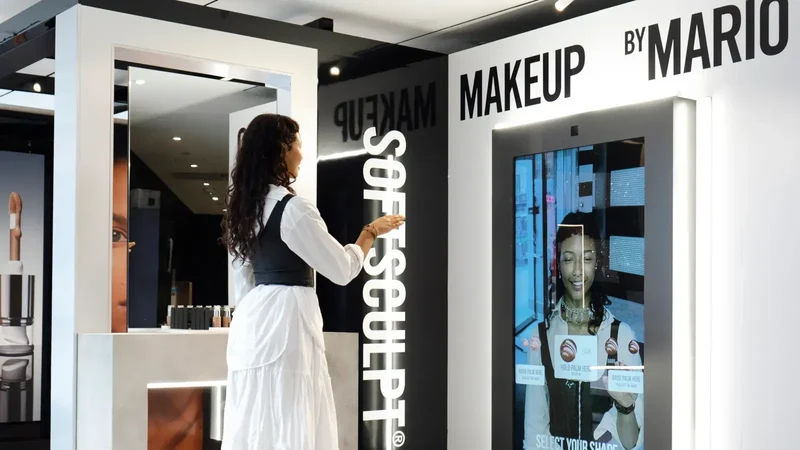 MAKEUP BY MARIO
MAKEUP
SOFTSCULPT®
HOLD PALM HERE
SELECT YOUR SHADE